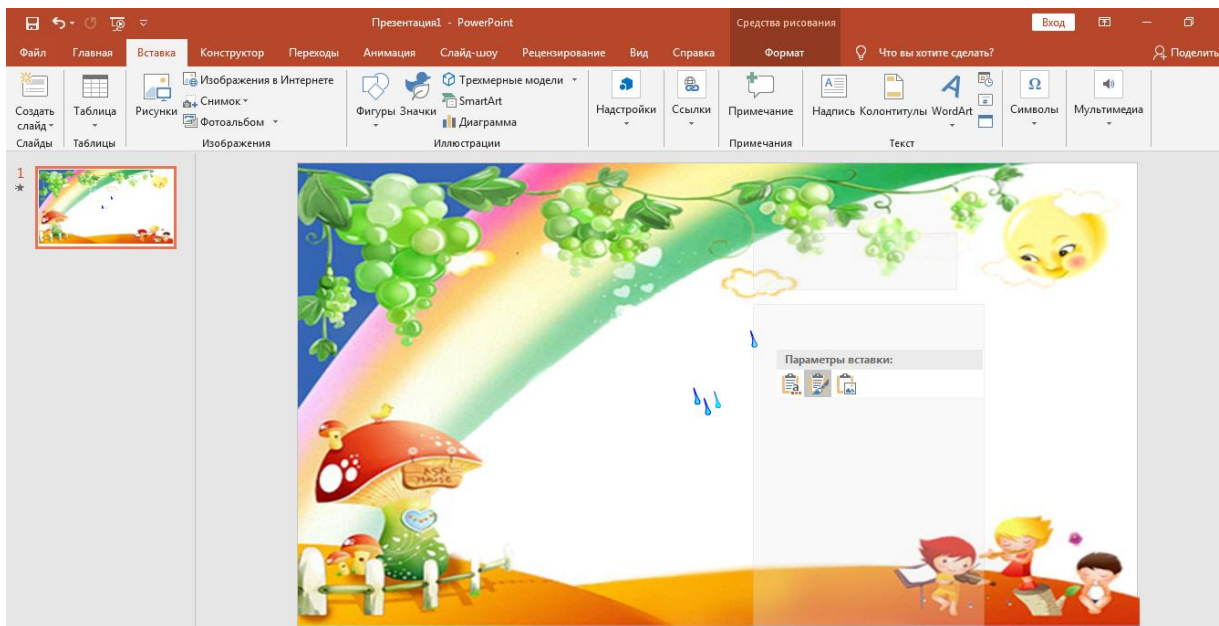 Презентация1 - PowerPoint
Средства рисования
Вход
Файл Главная Вставка Конструктор Переходы Анимация Слайд-шоу Рецензирование Вид Справка Формат Что вы хотите сделать? Поделить
Создать слайд
Таблица
Рисунки
Изображения в Интернете
Снимок
Фотоальбом
Фигуры
Значки
Трехмерные модели
SmartArt
Диаграмма
Надстройки
Ссылки
Примечание
Надпись
Колонтитулы
WordArt
Символы
Мультимедиа
Слайды Таблицы Изображения Иллюстрации Примечания Текст
1
Параметры вставки: